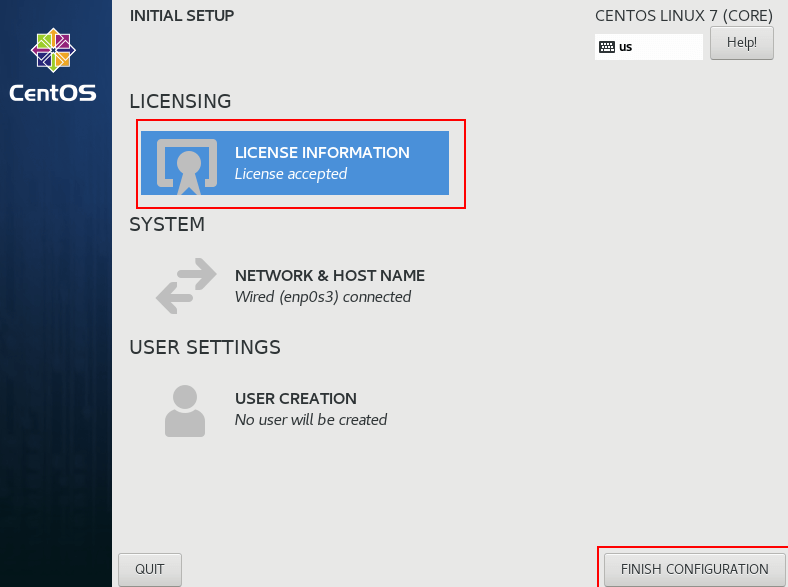 INITIAL SETUP
CENTOS LINUX 7 (CORE)
us
Help!
CentOS
LICENSING
LICENSE INFORMATION
License accepted
SYSTEM
NETWORK & HOST NAME
Wired (enp0s3) connected
USER SETTINGS
USER CREATION
No user will be created
QUIT
FINISH CONFIGURATION